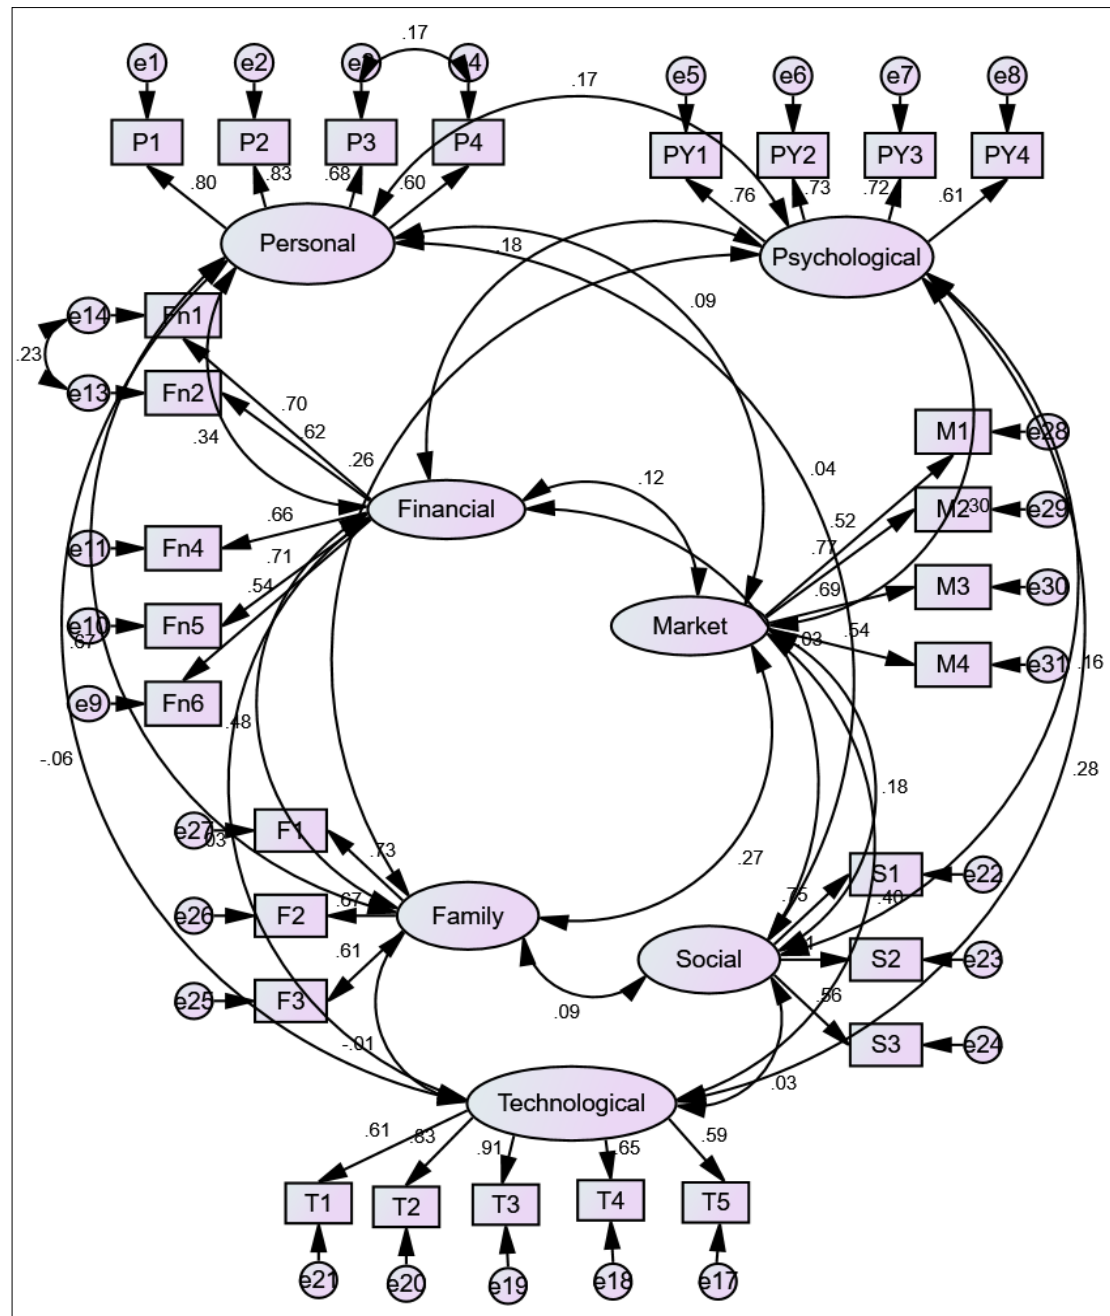 .17
e1 e2 e4
.17
e5 e6 e7 e8
P1 P2 P3 P4
PY1 PY2 PY3 PY4
.80 .83 .68 .60
.76 .73 .72 .61
Personal
Psychological
.18
.09
e14 Fn1
.23
e13 Fn2
.70
.62
.34
.26
.04
M1 e28
.12
Financial
M2 e29
.30
.52
.77
.66
e11 Fn4
.71
.54
M3 e30
.69
e10 Fn5
Market
.03 .54
.67
M4 e31
.16
e9 Fn6
.48
-.06
.28
.18
e27 F1
.03
.73
.27
S1 e22
.75 .40
.67
e26 F2
Family
Social
S2 e23
.61
e25 F3
.56
.09
-.01
S3 e24
.03
Technological
.61 .83 .91 .65 .59
T1 T2 T3 T4 T5
e21 e20 e19 e18 e17